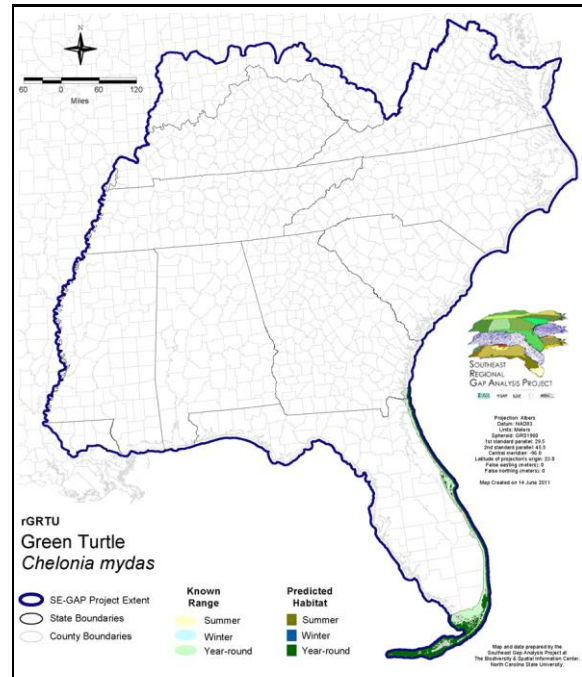 N
60 0 60 120
Miles
SOUTHEAST
REGIONAL
GAP ANALYSIS PROJECT
Projection: Albers
Datum: NAD83
Units: Meters
Spheroid: GRS1980
1st standard parallel: 29.5
2nd standard parallel: 45.5
Central meridian: -96.0
Latitude of projection's origin: 23.0
False easting (meters): 0
False northing (meters): 0
Map Created on 14 June 2011
rGRTU
Green Turtle
Chelonia mydas
SE-GAP Project Extent
State Boundaries
County Boundaries
Known
Range
Summer
Winter
Year-round
Predicted
Habitat
Summer
Winter
Year-round
Map and data prepared by the
Southeast Gap Analysis Project at
The Biodiversity & Spatial Information Center,
North Carolina State University.